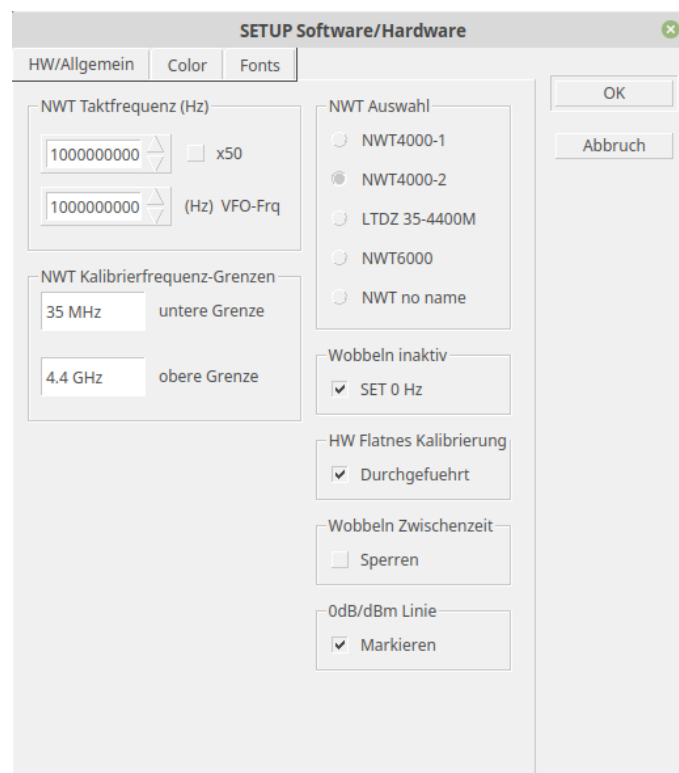 SETUP Software/Hardware
HW/Allgemein Color Fonts
NWT Taktfrequenz (Hz)
1000000000 x50
1000000000 (Hz) VFO-Frq
NWT Kalibrierfrequenz-Grenzen
35 MHz untere Grenze
4.4 GHz obere Grenze
NWT Auswahl
NWT4000-1
NWT4000-2
LTDZ 35-4400M
NWT6000
NWT no name
Wobbeln inaktiv
SET 0 Hz
HW Flatnes Kalibrierung
Durchgefuehrt
Wobbeln Zwischenzeit
Sperren
0dB/dBm Linie
Markieren
OK
Abbruch